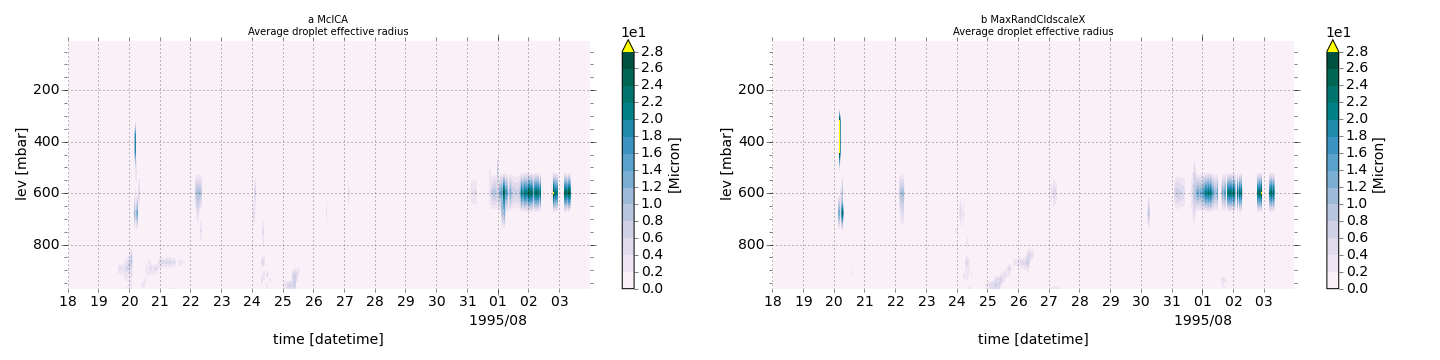 a McICA
Average droplet effective radius
1e1
2.8
2.6
2.4
2.2
2.0
1.8
1.6
1.4
1.2
1.0
0.8
0.6
0.4
0.2
0.0
[Micron]
lev [mbar]
200
400
600
800
18 19 20 21 22 23 24 25 26 27 28 29 30 31 01 02 03
1995/08
time [datetime]
b MaxRandCldscaleX
Average droplet effective radius
1e1
2.8
2.6
2.4
2.2
2.0
1.8
1.6
1.4
1.2
1.0
0.8
0.6
0.4
0.2
0.0
[Micron]
lev [mbar]
200
400
600
800
18 19 20 21 22 23 24 25 26 27 28 29 30 31 01 02 03
1995/08
time [datetime]